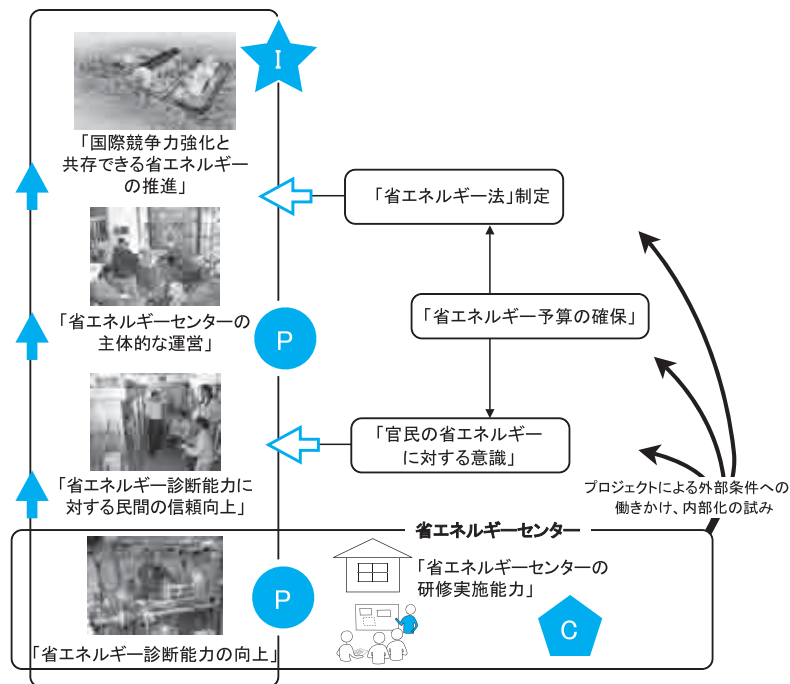 I
「国際競争力強化と
共存できる省エネルギー
の推進」
「省エネルギー法」制定
「省エネルギーセンターの
主体的な運営」
P
「省エネルギー予算の確保」
「官民の省エネルギー
に対する意識」
「省エネルギー診断能力に
対する民間の信頼向上」
プロジェクトによる外部条件への
働きかけ、内部化の試み
省エネルギーセンター
P
「省エネルギーセンターの
研修実施能力」
C
「省エネルギー診断能力の向上」